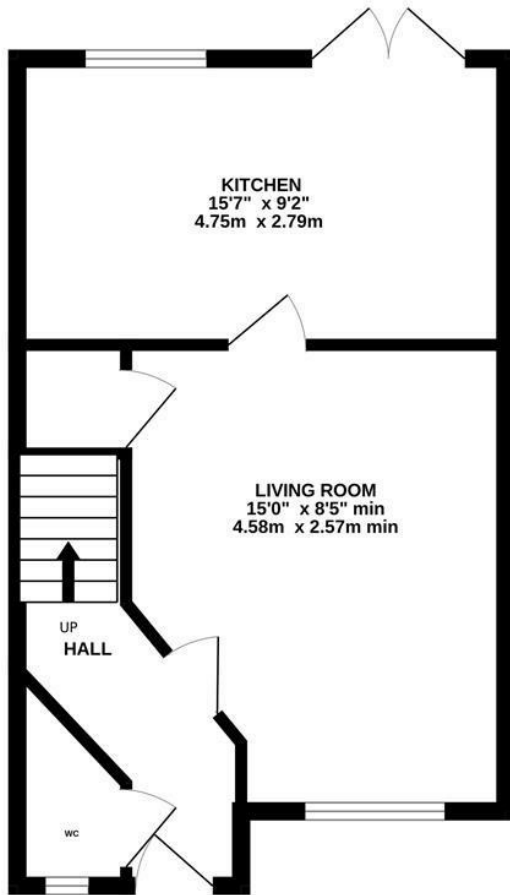 KITCHEN
15'7" x 9'2"
4.75m x 2.79m
LIVING ROOM
15'0" x 8'5" min
4.58m x 2.57m min
UP
HALL
WC